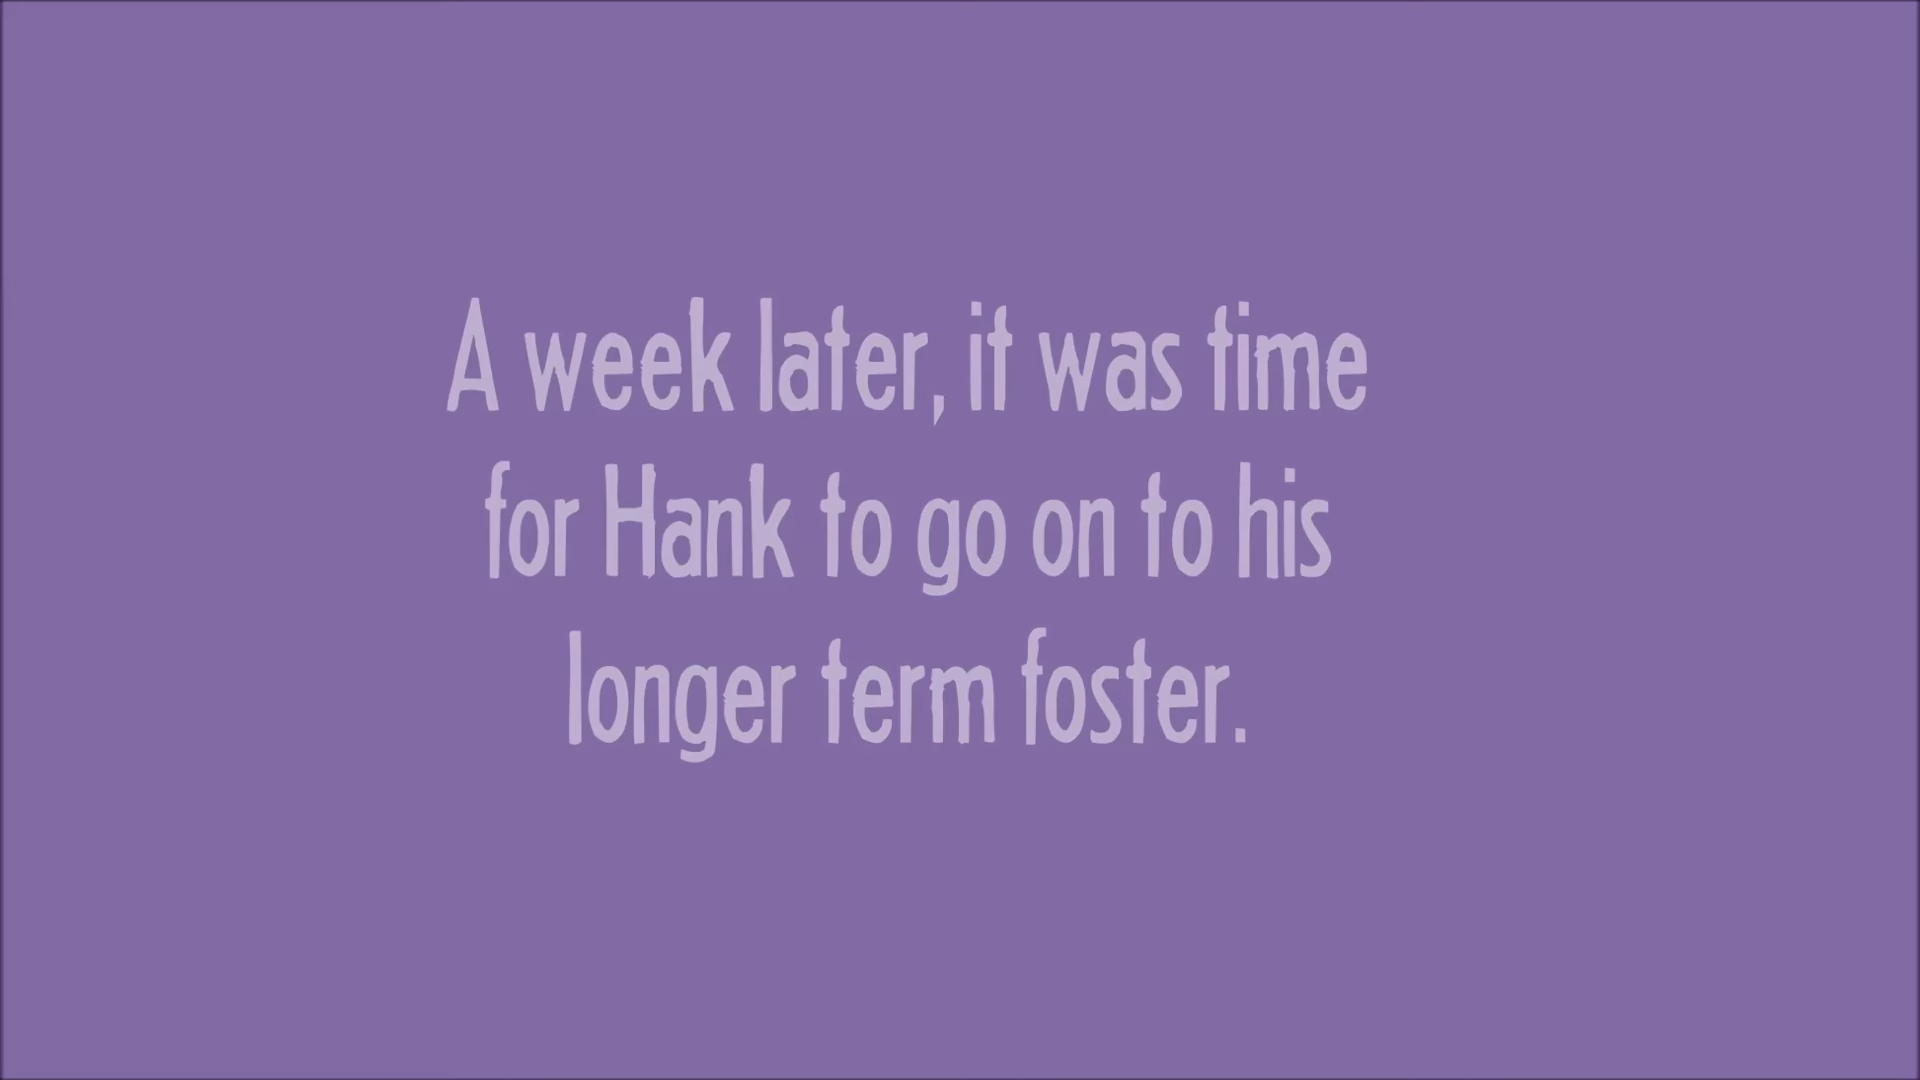 A week later, it was time
for Hank to go on to his
longer term foster.